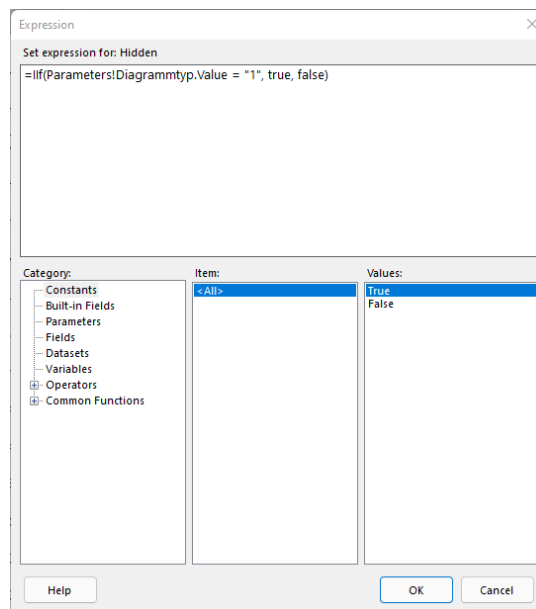 Expression
Set expression for: Hidden
=IIf(Parameters!Diagrammtyp.Value = "1", true, false)
Category:
Constants
Built-in Fields
Parameters
Fields
Datasets
Variables
Operators
Common Functions
Item:
<All>
Values:
True
False
Help
OK
Cancel